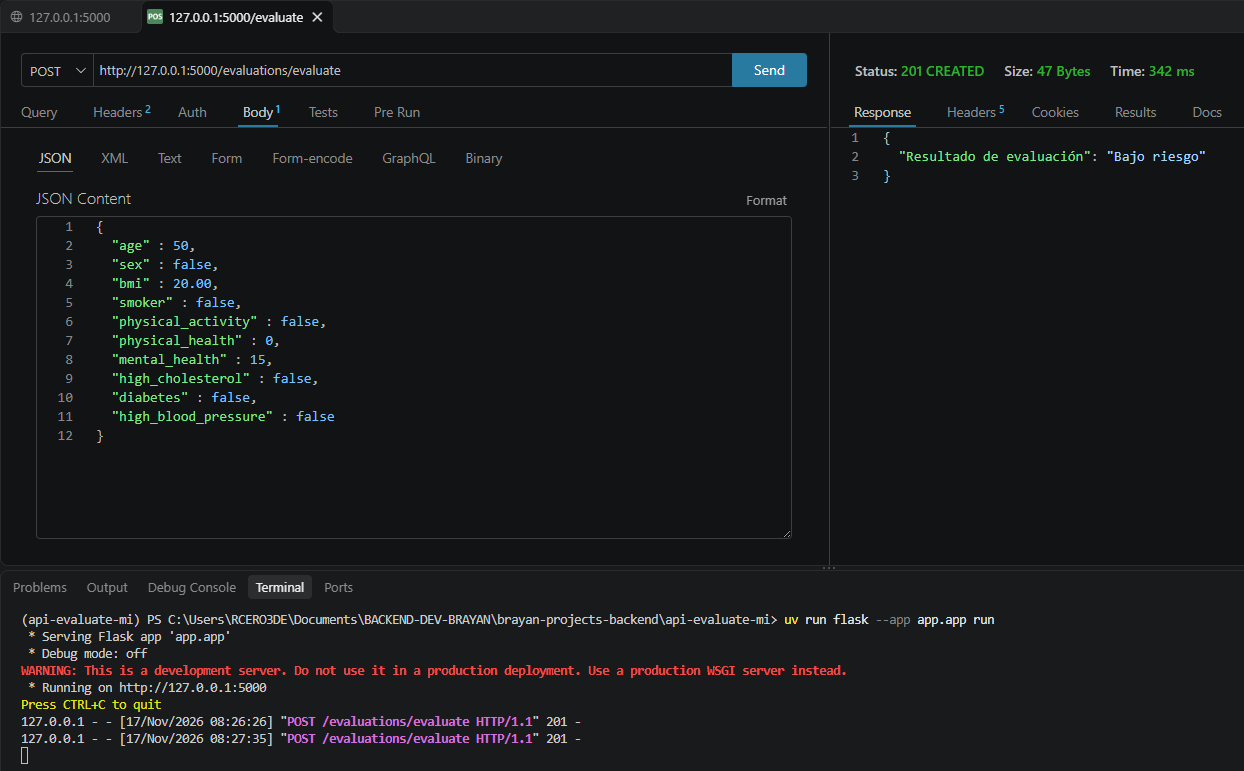 127.0.0.1:5000
POS 127.0.0.1:5000/evaluate
POST http://127.0.0.1:5000/evaluations/evaluate Send
Query Headers 2 Auth Body 1 Tests Pre Run
JSON XML Text Form Form-encode GraphQL Binary
JSON Content
Format
1 {
2 "age" : 50,
3 "sex" : false,
4 "bmi" : 20.00,
5 "smoker" : false,
6 "physical_activity" : false,
7 "physical_health" : 0,
8 "mental_health" : 15,
9 "high_cholesterol" : false,
10 "diabetes" : false,
11 "high_blood_pressure" : false
12 }
Status: 201 CREATED Size: 47 Bytes Time: 342 ms
Response Headers 5 Cookies Results Docs
1 {
2 "Resultado de evaluación": "Bajo riesgo"
3 }
Problems Output Debug Console Terminal Ports
(api-evaluate-mi) PS C:\Users\RCERO3DE\Documents\BACKEND-DEV-BRAYAN\brayan-projects-backend\api-evaluate-mi> uv run flask --app app.app run
* Serving Flask app 'app.app'
* Debug mode: off
WARNING: This is a development server. Do not use it in a production deployment. Use a production WSGI server instead.
* Running on http://127.0.0.1:5000
Press CTRL+C to quit
127.0.0.1 - - [17/Nov/2026 08:26:26] "POST /evaluations/evaluate HTTP/1.1" 201 -
127.0.0.1 - - [17/Nov/2026 08:27:35] "POST /evaluations/evaluate HTTP/1.1" 201 -